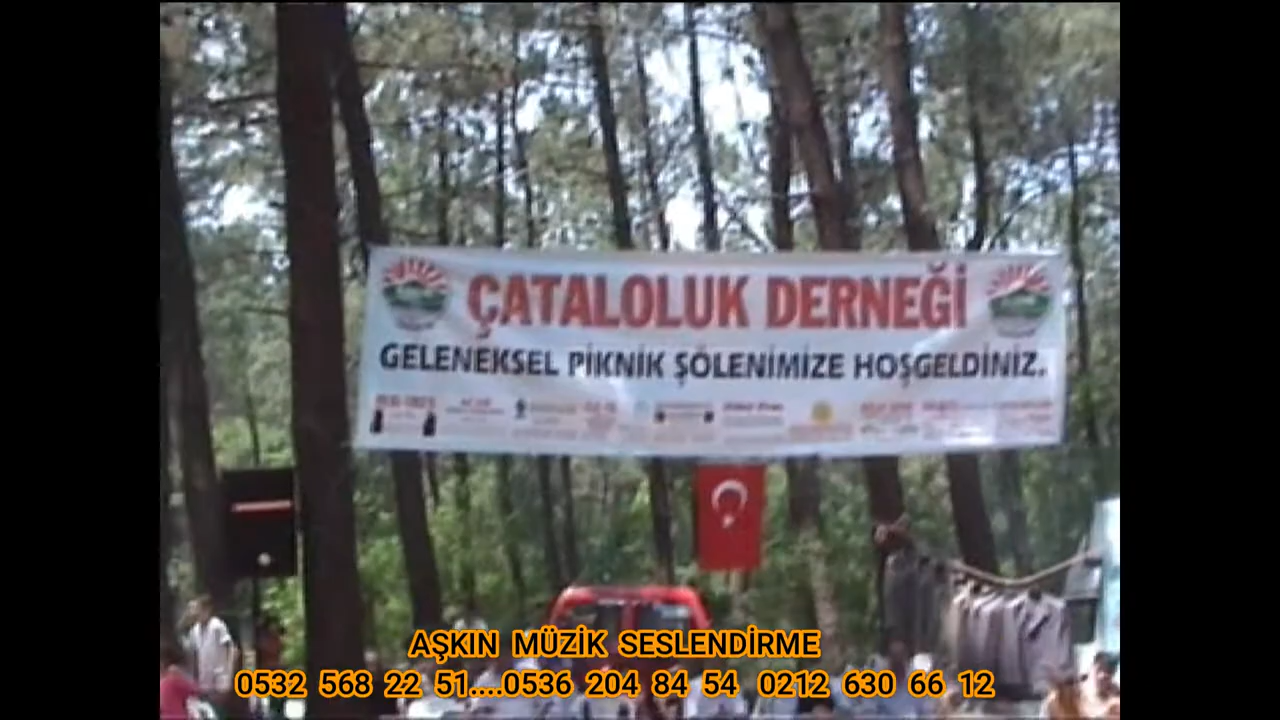 ÇATALOLUK DERNEĞİ
GELENEKSEL PİKNİK ŞÖLENİMİZE HOŞGELDİNİZ.
AŞKIN MÜZİK SESLENDİRME
0532 568 22 51....0536 204 84 54 0212 630 66 12